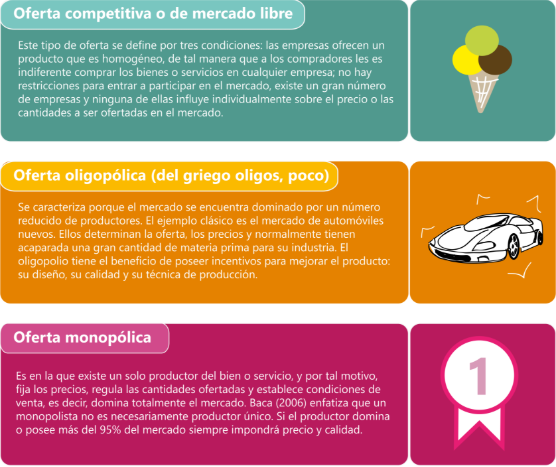 Oferta competitiva o de mercado libre
Este tipo de oferta se define por tres condiciones: las empresas ofrecen un
producto que es homogéneo, de tal manera que a los compradores les es
indiferente comprar los bienes o servicios en cualquier empresa; no hay
restricciones para entrar a participar en el mercado, existe un gran número
de empresas y ninguna de ellas influye individualmente sobre el precio o las
cantidades a ser ofertadas en el mercado.
Oferta oligopólica (del griego oligos, poco)
Se caracteriza porque el mercado se encuentra dominado por un número
reducido de productores. El ejemplo clásico es el mercado de automóviles
nuevos. Ellos determinan la oferta, los precios y normalmente tienen
acaparada una gran cantidad de materia prima para su industria. El
oligopolio tiene el beneficio de poseer incentivos para mejorar el producto:
su diseño, su calidad y su técnica de producción.
Oferta monopólica
Es en la que existe un solo productor del bien o servicio, y por tal motivo,
fija los precios, regula las cantidades ofertadas y establece condiciones de
venta, es decir, domina totalmente el mercado. Baca (2006) enfatiza que un
monopolista no es necesariamente productor único. Si el productor domina
o posee más del 95% del mercado siempre impondrá precio y calidad.
1